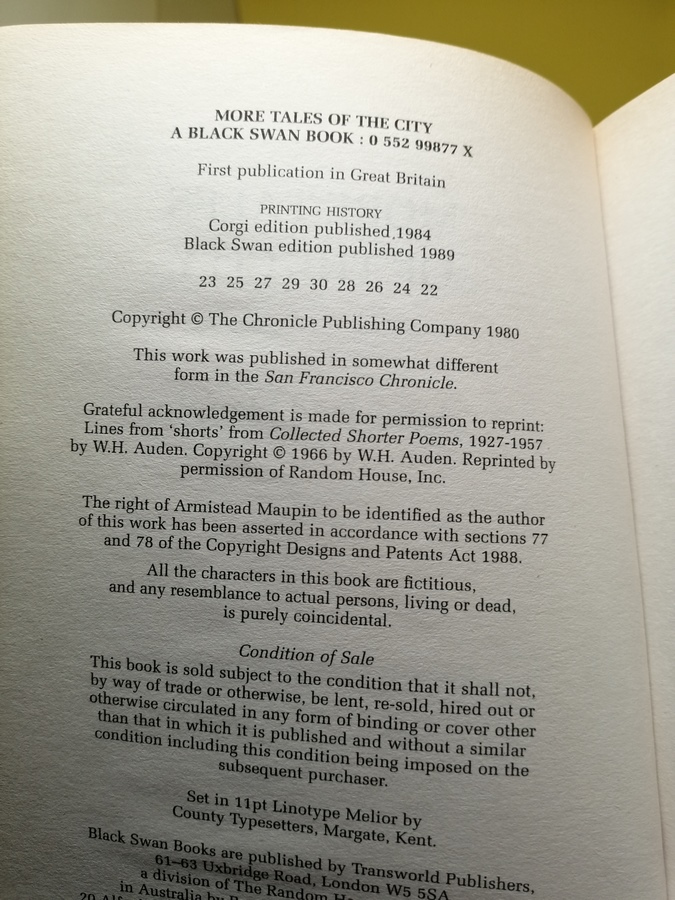 MORE TALES OF THE CITY
A BLACK SWAN BOOK : 0 552 99877 X
First publication in Great Britain
PRINTING HISTORY
Corgi edition published 1984
Black Swan edition published 1989
23 25 27 29 30 28 26 24 22
Copyright © The Chronicle Publishing Company 1980
This work was published in somewhat different
form in the San Francisco Chronicle.
Grateful acknowledgement is made for permission to reprint:
Lines from ‘shorts’ from Collected Shorter Poems, 1927-1957
by W.H. Auden. Copyright © 1966 by W.H. Auden. Reprinted by
permission of Random House, Inc.
The right of Armistead Maupin to be identified as the author
of this work has been asserted in accordance with sections 77
and 78 of the Copyright Designs and Patents Act 1988.
All the characters in this book are fictitious,
and any resemblance to actual persons, living or dead,
is purely coincidental.
Condition of Sale
This book is sold subject to the condition that it shall not,
by way of trade or otherwise, be lent, re-sold, hired out or
otherwise circulated in any form of binding or cover other
than that in which it is published and without a similar
condition including this condition being imposed on the
subsequent purchaser.
Set in 11pt Linotype Melior by
County Typesetters, Margate, Kent.
Black Swan Books are published by Transworld Publishers,
61–63 Uxbridge Road, London W5 5SA
a division of The Random
in Australia by
20